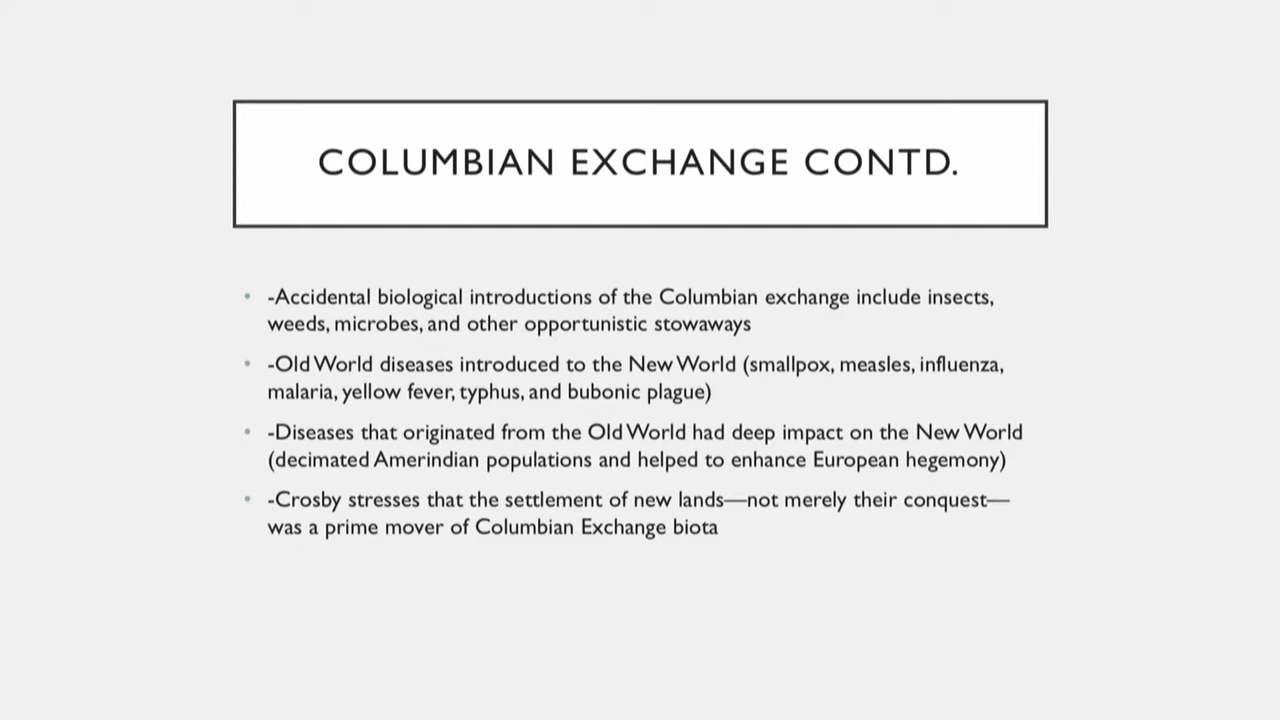 COLUMBIAN EXCHANGE CONTD.
• -Accidental biological introductions of the Columbian exchange include insects,
weeds, microbes, and other opportunistic stowaways
• -Old World diseases introduced to the New World (smallpox, measles, influenza,
malaria, yellow fever, typhus, and bubonic plague)
• -Diseases that originated from the Old World had deep impact on the New World
(decimated Amerindian populations and helped to enhance European hegemony)
• -Crosby stresses that the settlement of new lands—not merely their conquest—
was a prime mover of Columbian Exchange biota